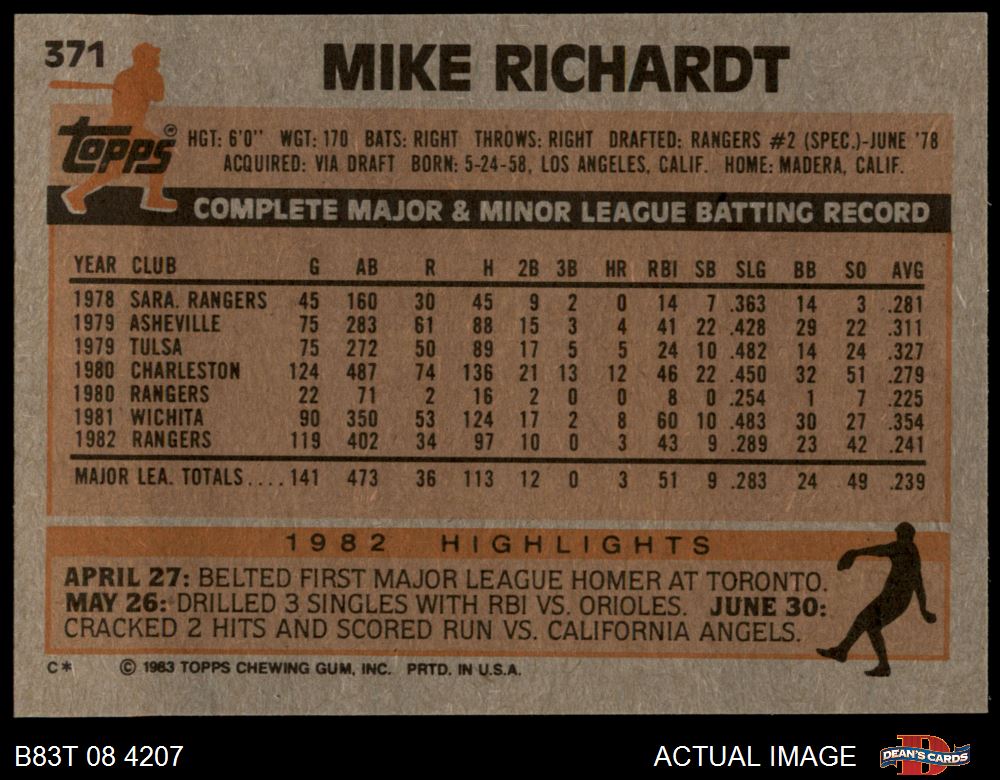 371
MIKE RICHARDT
Topps®
HGT: 6'0" WGT: 170 BATS: RIGHT THROWS: RIGHT DRAFTED: RANGERS #2 (SPEC.)-JUNE '78
ACQUIRED: VIA DRAFT BORN: 5-24-58, LOS ANGELES, CALIF. HOME: MADERA, CALIF.
COMPLETE MAJOR & MINOR LEAGUE BATTING RECORD
YEAR CLUB G AB R H 2B 3B HR RBI SB SLG BB SO AVG
1978 SARA. RANGERS 45 160 30 45 9 2 0 14 7 .363 14 3 .281
1979 ASHEVILLE 75 283 61 88 15 3 4 41 22 .428 29 22 .311
1979 TULSA 75 272 50 89 17 5 5 24 10 .482 14 24 .327
1980 CHARLESTON 124 487 74 136 21 13 12 46 22 .450 32 51 .279
1980 RANGERS 22 71 2 16 2 0 0 8 0 .254 1 7 .225
1981 WICHITA 90 350 53 124 17 2 8 60 10 .483 30 27 .354
1982 RANGERS 119 402 34 97 10 0 3 43 9 .289 23 42 .241
MAJOR LEA. TOTALS.... 141 473 36 113 12 0 3 51 9 .283 24 49 .239
1982 HIGHLIGHTS
APRIL 27: BELTED FIRST MAJOR LEAGUE HOMER AT TORONTO.
MAY 26: DRILLED 3 SINGLES WITH RBI VS. ORIOLES. JUNE 30:
CRACKED 2 HITS AND SCORED RUN VS. CALIFORNIA ANGELS.
C* © 1983 TOPPS CHEWING GUM, INC. PRTD. IN U.S.A.
B83T 08 4207 ACTUAL IMAGE DEAN'S CARDS